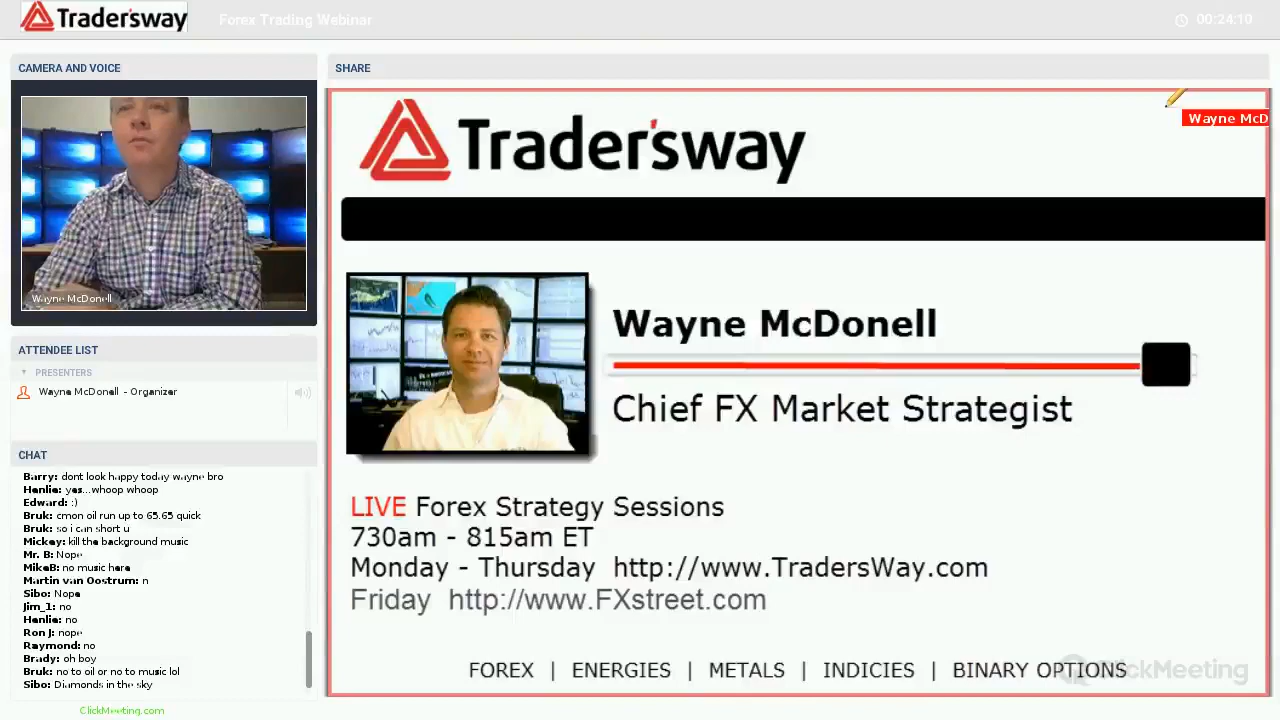 Trader'sway
Forex Trading Webinar
00:24:10
CAMERA AND VOICE
Wayne McDonell
ATTENDEE LIST
PRESENTERS
Wayne McDonell - Organizer
CHAT
Barry: dont look happy today wayne bro
Henlie: yes...whoop whoop
Edward: :)
Bruk: cmon oil run up to 65.65 quick
Bruk: so i can short u
Mickey: kill the background music
Mr. B: Nope
MikeB: no music here
Martin van Oostrum: n
Sibo: Nope
Jim_1: no
Henlie: no
Ron J: nope
Raymond: no
Brady: oh boy
Bruk: no to oil or no to music lol
Sibo: Diamonds in the sky
ClickMeeting.com
SHARE
Wayne McD
Trader'sway
Wayne McDonell
Chief FX Market Strategist
LIVE Forex Strategy Sessions
730am - 815am ET
Monday - Thursday http://www.TradersWay.com
Friday http://www.FXstreet.com
FOREX | ENERGIES | METALS | INDICIES | BINARY OPTIONS
ClickMeeting